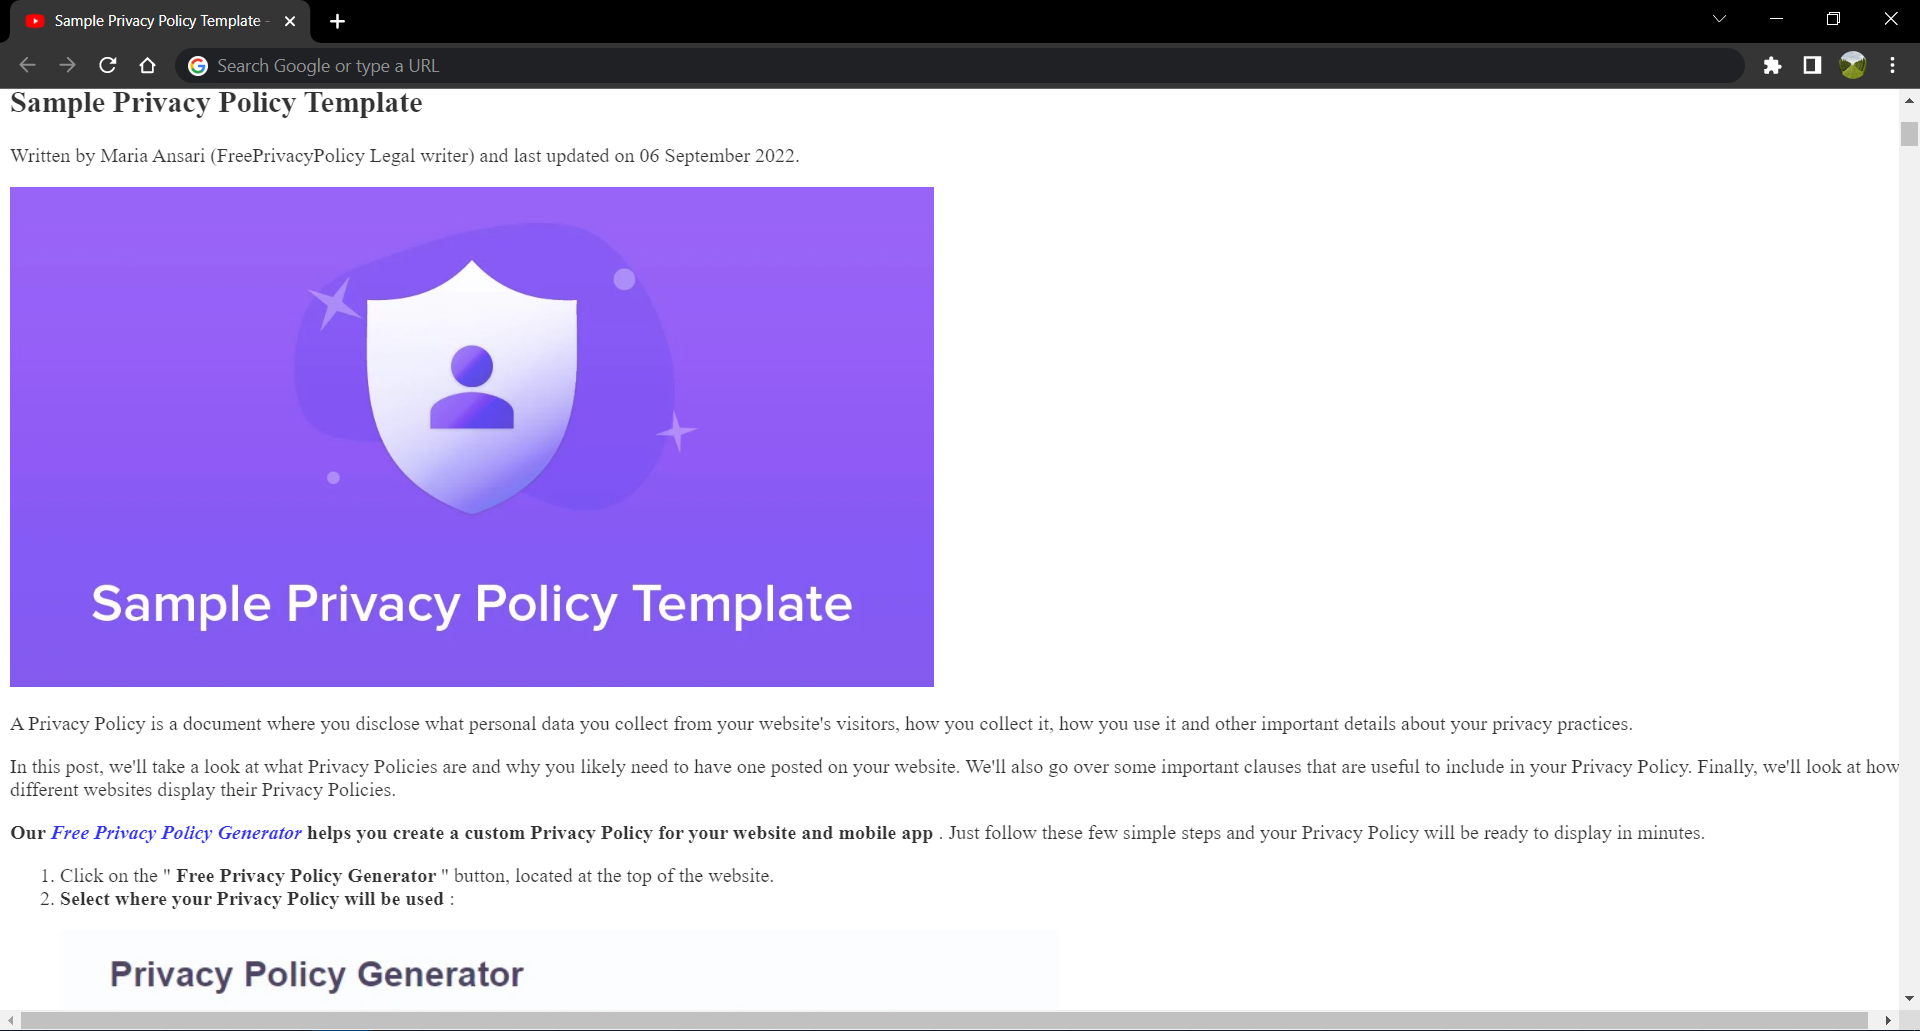 Sample Privacy Policy Template -
Search Google or type a URL
Sample Privacy Policy Template
Written by Maria Ansari (FreePrivacyPolicy Legal writer) and last updated on 06 September 2022.
Sample Privacy Policy Template
A Privacy Policy is a document where you disclose what personal data you collect from your website's visitors, how you collect it, how you use it and other important details about your privacy practices.
In this post, we'll take a look at what Privacy Policies are and why you likely need to have one posted on your website. We'll also go over some important clauses that are useful to include in your Privacy Policy. Finally, we'll look at how
different websites display their Privacy Policies.
Our Free Privacy Policy Generator helps you create a custom Privacy Policy for your website and mobile app . Just follow these few simple steps and your Privacy Policy will be ready to display in minutes.
1. Click on the " Free Privacy Policy Generator " button, located at the top of the website.
2. Select where your Privacy Policy will be used :
Privacy Policy Generator